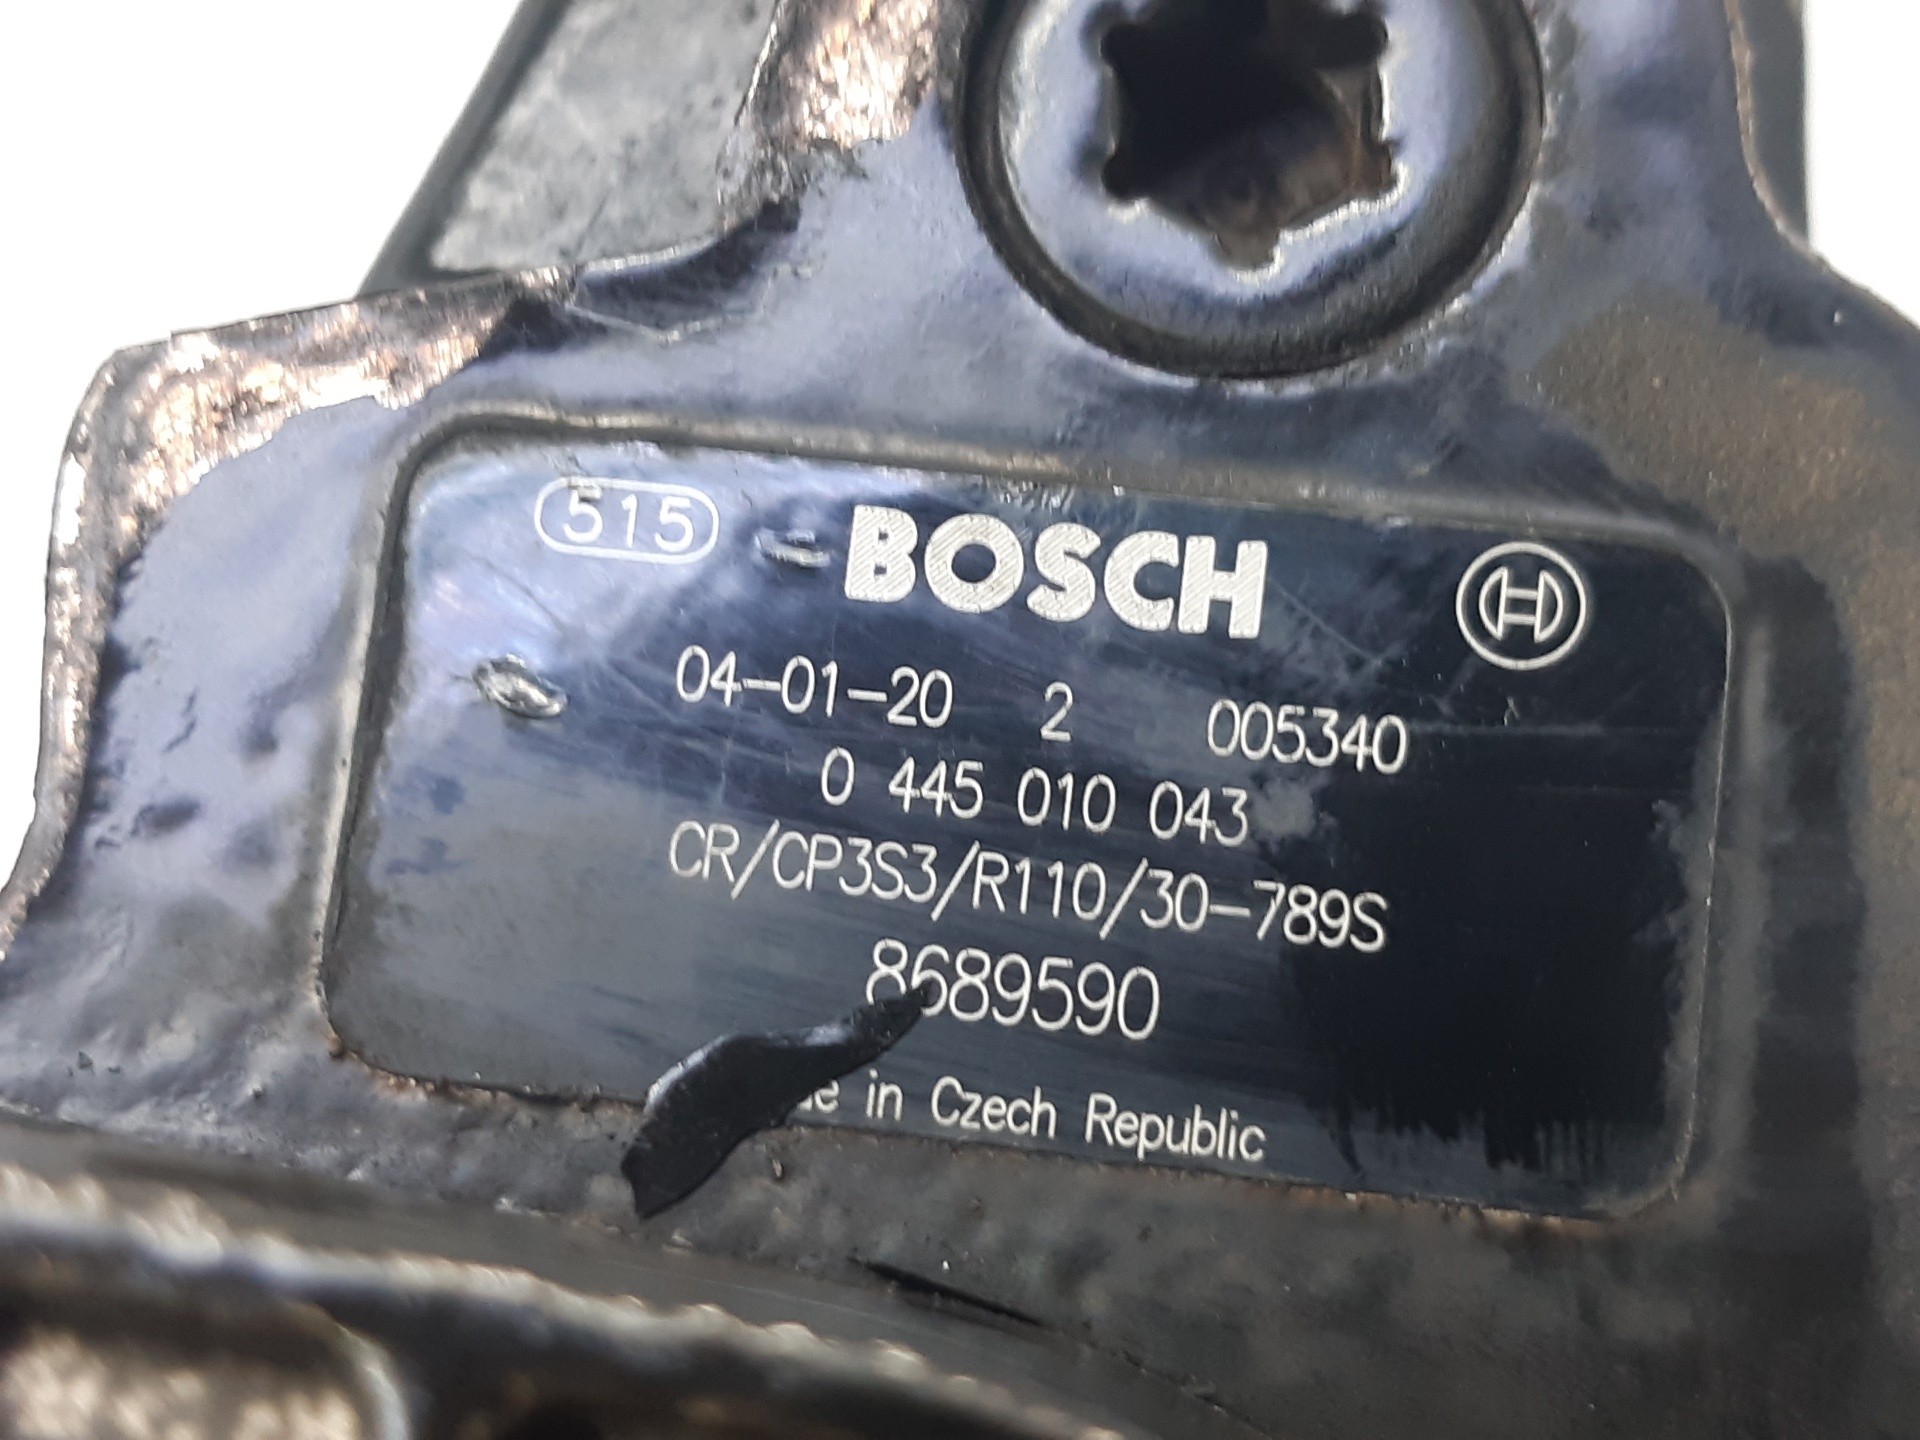 515 BOSCH
04-01-20 2 005340
0 445 010 043
CR/CP3S3/R110/30-789S
8689590
in Czech Republic